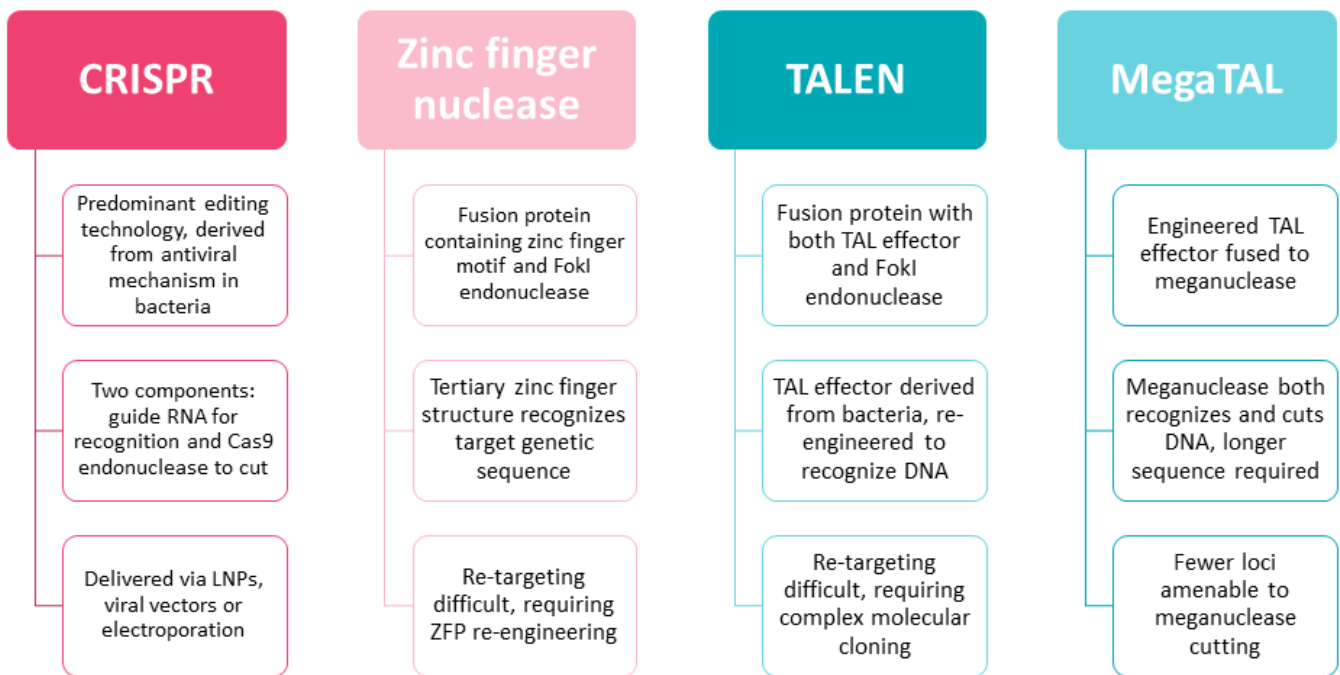 CRISPR
Predominant editing
technology, derived
from antiviral
mechanism in
bacteria
Two components:
guide RNA for
recognition and Cas9
endonuclease to cut
Delivered via LNPs,
viral vectors or
electroporation
Zinc finger
nuclease
Fusion protein
containing zinc finger
motif and FokI
endonuclease
Tertiary zinc finger
structure recognizes
target genetic
sequence
Re-targeting
difficult, requiring
ZFP re-engineering
TALEN
Fusion protein with
both TAL effector
and FokI
endonuclease
TAL effector derived
from bacteria, re-
engineered to
recognize DNA
Re-targeting
difficult, requiring
complex molecular
cloning
MegaTAL
Engineered TAL
effector fused to
meganuclease
Meganuclease both
recognizes and cuts
DNA, longer
sequence required
Fewer loci
amenable to
meganuclease
cutting